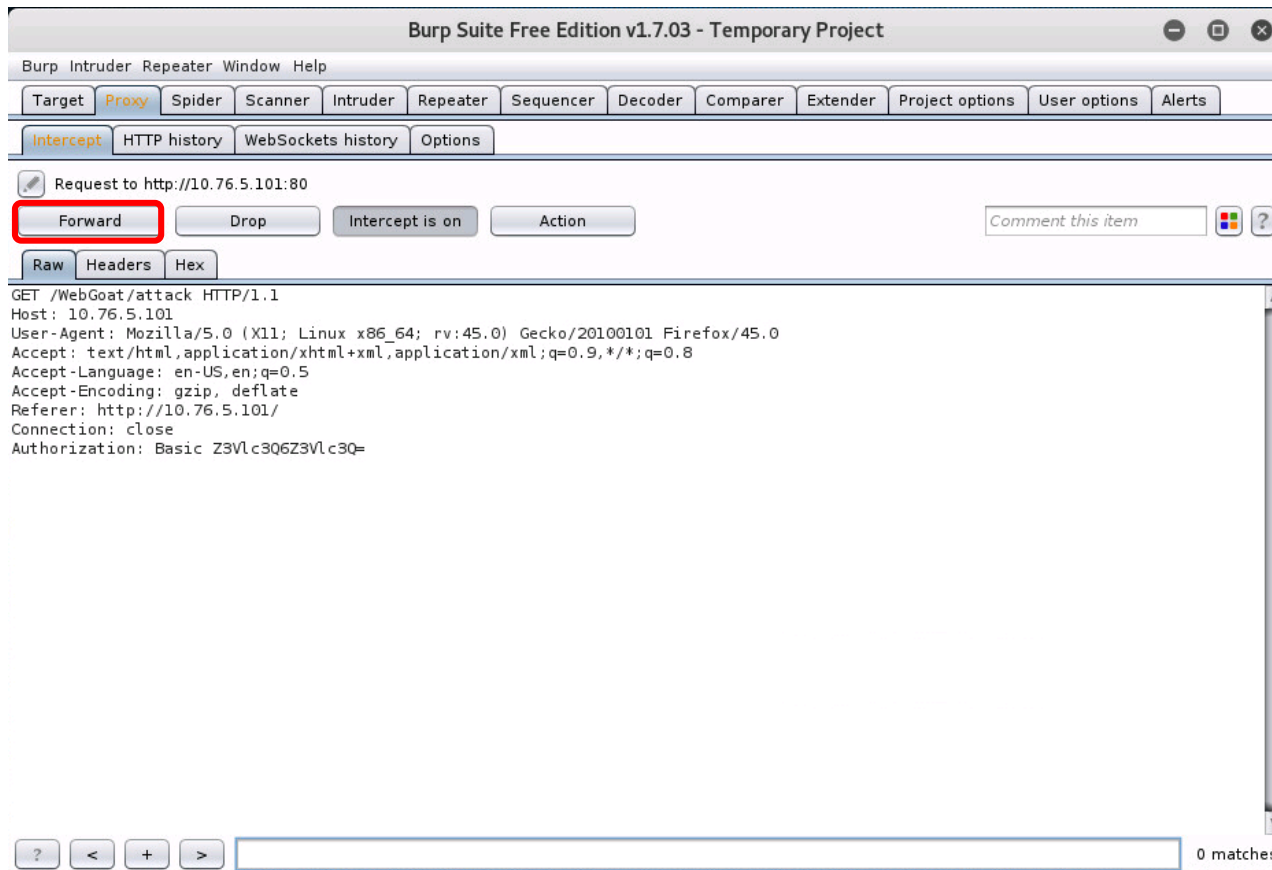 Burp Suite Free Edition v1.7.03 - Temporary Project
Burp Intruder Repeater Window Help
Target Proxy Spider Scanner Intruder Repeater Sequencer Decoder Comparer Extender Project options User options Alerts
Intercept HTTP history WebSockets history Options
Request to http://10.76.5.101:80
Forward Drop Intercept is on Action Comment this item ?
Raw Headers Hex
GET /WebGoat/attack HTTP/1.1
Host: 10.76.5.101
User-Agent: Mozilla/5.0 (X11; Linux x86_64; rv:45.0) Gecko/20100101 Firefox/45.0
Accept: text/html,application/xhtml+xml,application/xml;q=0.9,*/*;q=0.8
Accept-Language: en-US,en;q=0.5
Accept-Encoding: gzip, deflate
Referer: http://10.76.5.101/
Connection: close
Authorization: Basic Z3Vlc3Q6Z3Vlc3Q=
? < + > 0 matches